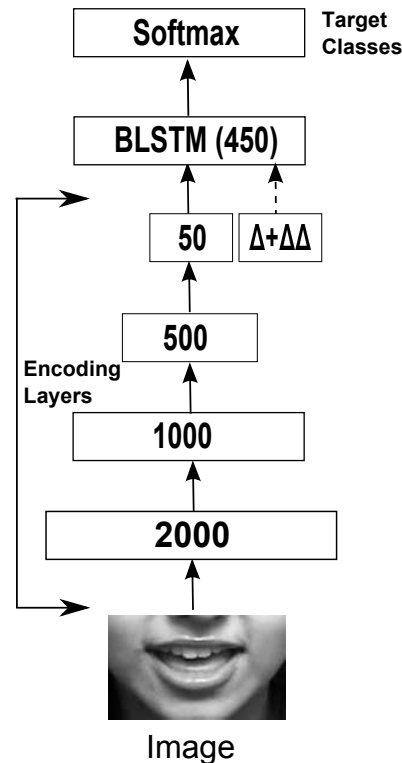 Softmax
Target
Classes
BLSTM (450)
50
Δ+ΔΔ
500
Encoding
Layers
1000
2000
Image